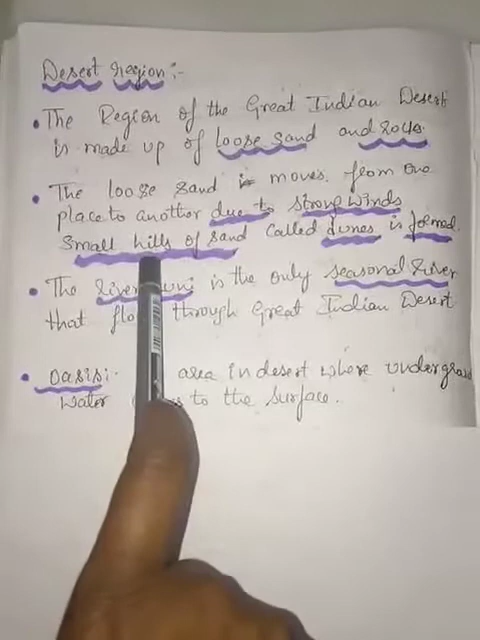 Desert Region :-
• The Region of the Great Indian Desert
is made up of loose sand and
• The loose sand is moves from one
place to another due to strong winds
Small hills of sand called dunes is formed.
• The river luni is the only seasonal river
that through Great Indian Desert
• Oasis:- area in desert where underground
water to the surface.